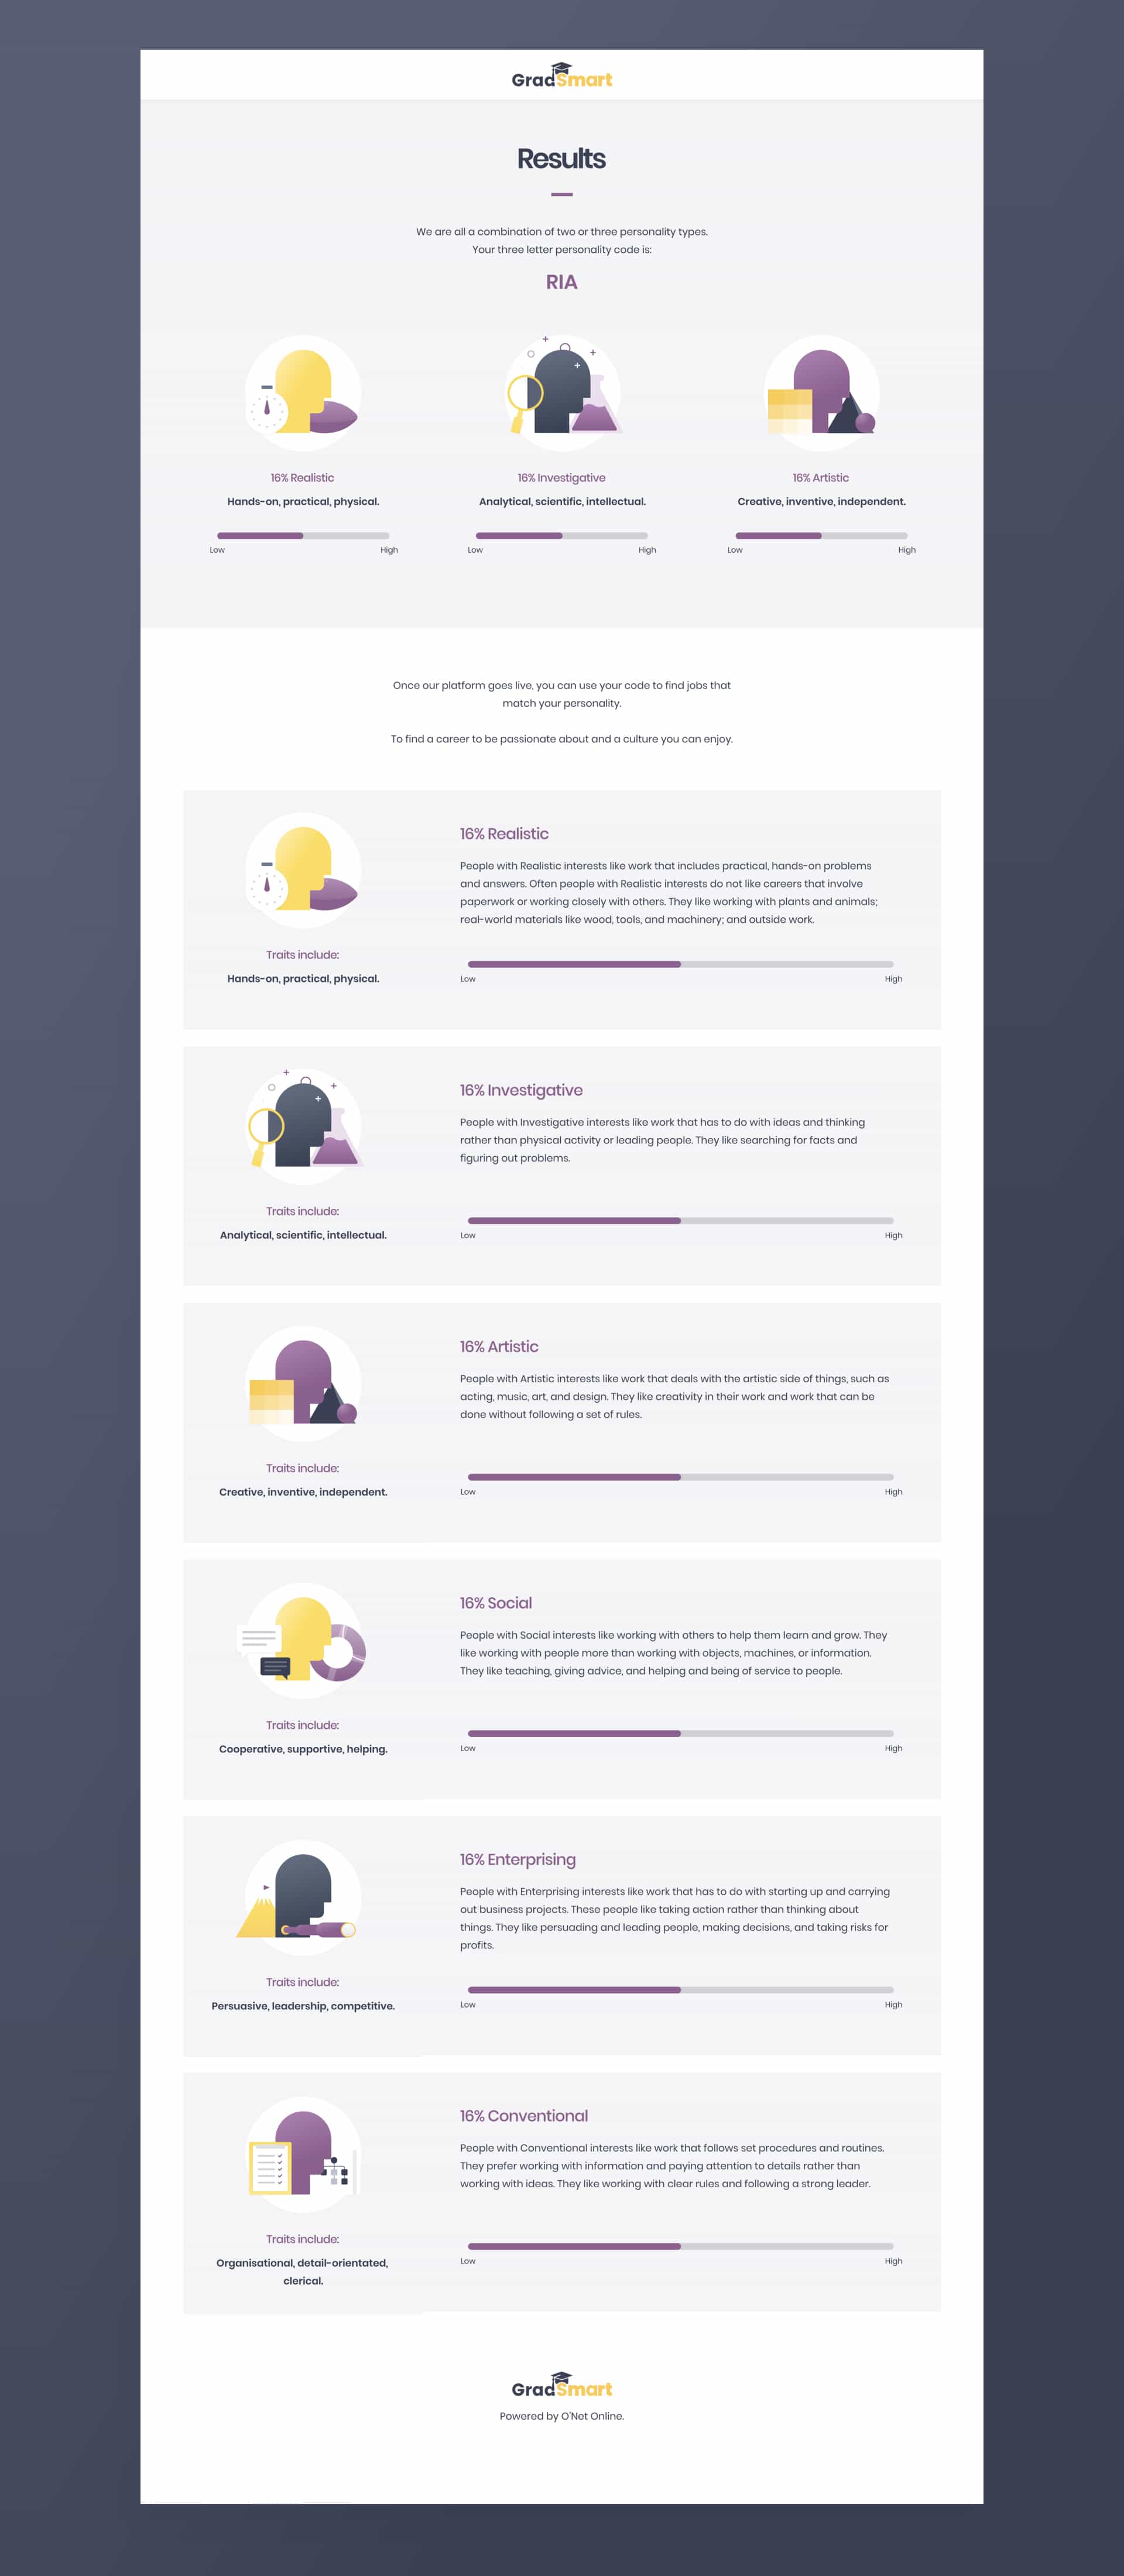 GradSmart
Results
We are all a combination of two or three personality types.
Your three letter personality code is:
RIA
16% Realistic
Hands-on, practical, physical.
Low High
16% Investigative
Analytical, scientific, intellectual.
Low High
16% Artistic
Creative, inventive, independent.
Low High
Once our platform goes live, you can use your code to find jobs that
match your personality.
To find a career to be passionate about and a culture you can enjoy.
Traits include:
Hands-on, practical, physical.
16% Realistic
People with Realistic interests like work that includes practical, hands-on problems
and answers. Often people with Realistic interests do not like careers that involve
paperwork or working closely with others. They like working with plants and animals;
real-world materials like wood, tools, and machinery; and outside work.
Low High
Traits include:
Analytical, scientific, intellectual.
16% Investigative
People with Investigative interests like work that has to do with ideas and thinking
rather than physical activity or leading people. They like searching for facts and
figuring out problems.
Low High
Traits include:
Creative, inventive, independent.
16% Artistic
People with Artistic interests like work that deals with the artistic side of things, such as
acting, music, art, and design. They like creativity in their work and work that can be
done without following a set of rules.
Low High
Traits include:
Cooperative, supportive, helping.
16% Social
People with Social interests like working with others to help them learn and grow. They
like working with people more than working with objects, machines, or information.
They like teaching, giving advice, and helping and being of service to people.
Low High
Traits include:
Persuasive, leadership, competitive.
16% Enterprising
People with Enterprising interests like work that has to do with starting up and carrying
out business projects. These people like taking action rather than thinking about
things. They like persuading and leading people, making decisions, and taking risks for
profits.
Low High
Traits include:
Organisational, detail-orientated,
clerical.
16% Conventional
People with Conventional interests like work that follows set procedures and routines.
They prefer working with information and paying attention to details rather than
working with ideas. They like working with clear rules and following a strong leader.
Low High
GradSmart
Powered by O'Net Online.